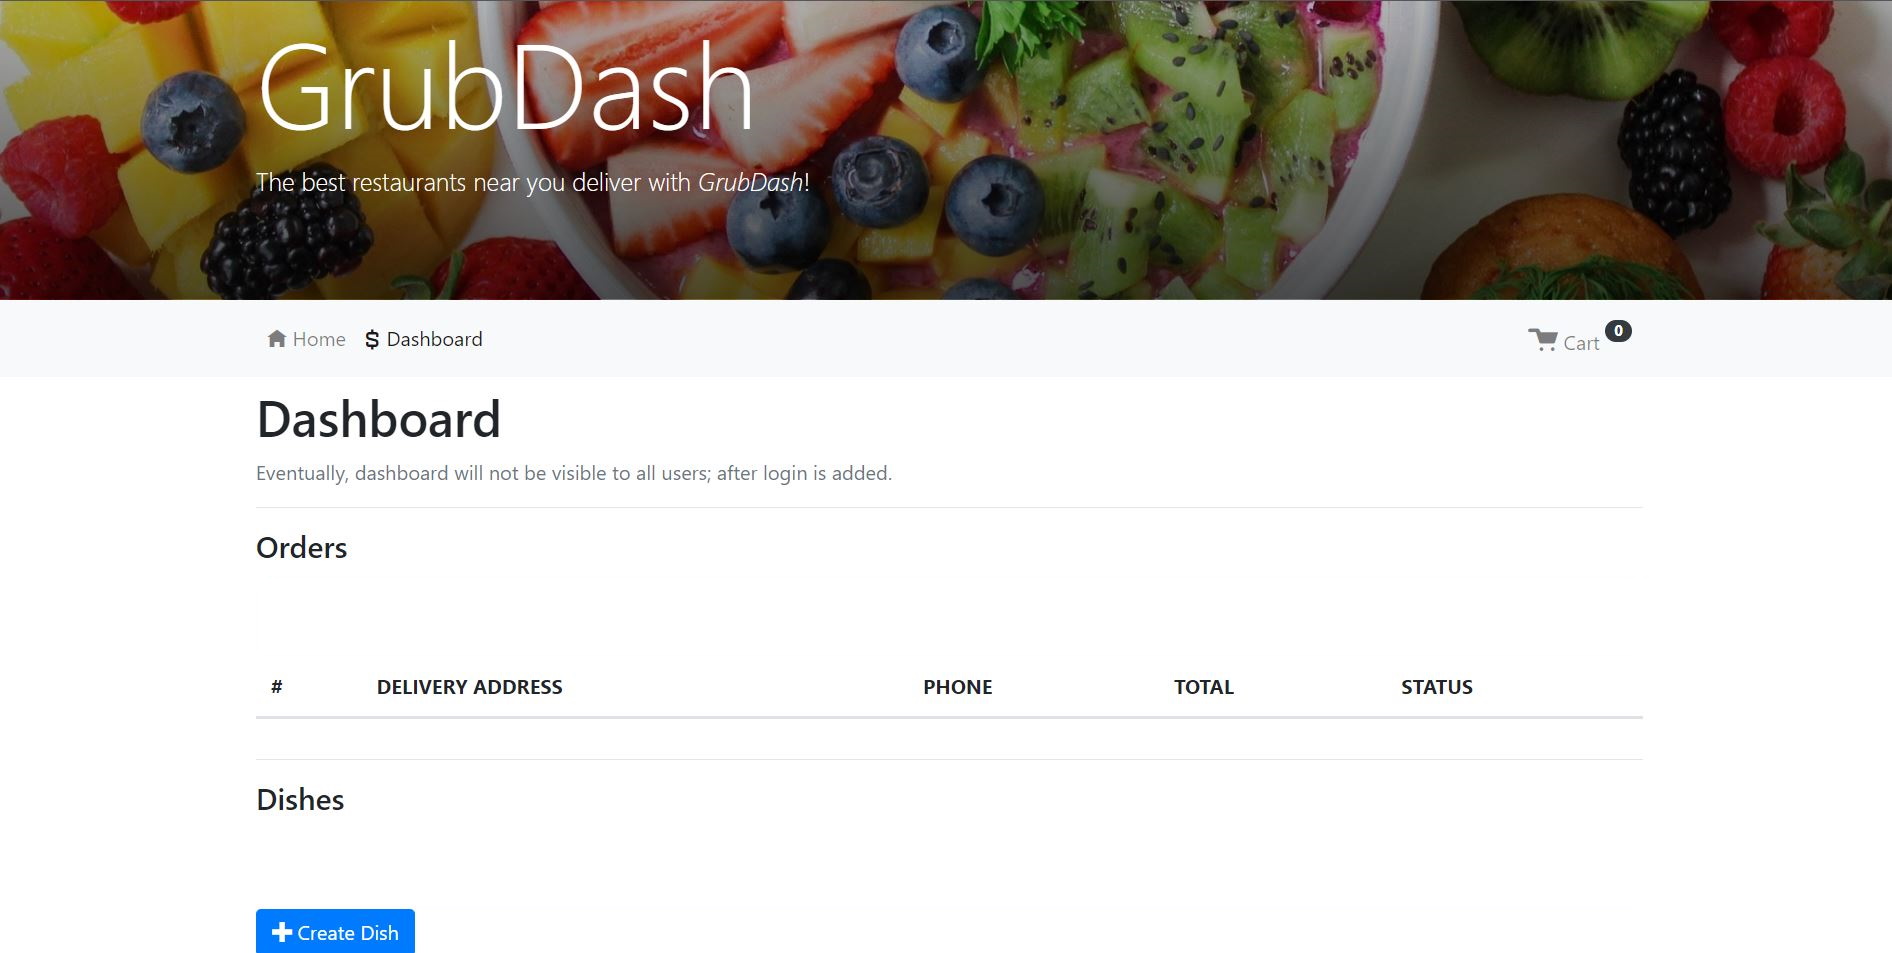 GrubDash
The best restaurants near you deliver with GrubDash!
Home Dashboard Cart 0
Dashboard
Eventually, dashboard will not be visible to all users; after login is added.
Orders
# DELIVERY ADDRESS PHONE TOTAL STATUS
Dishes
Create Dish